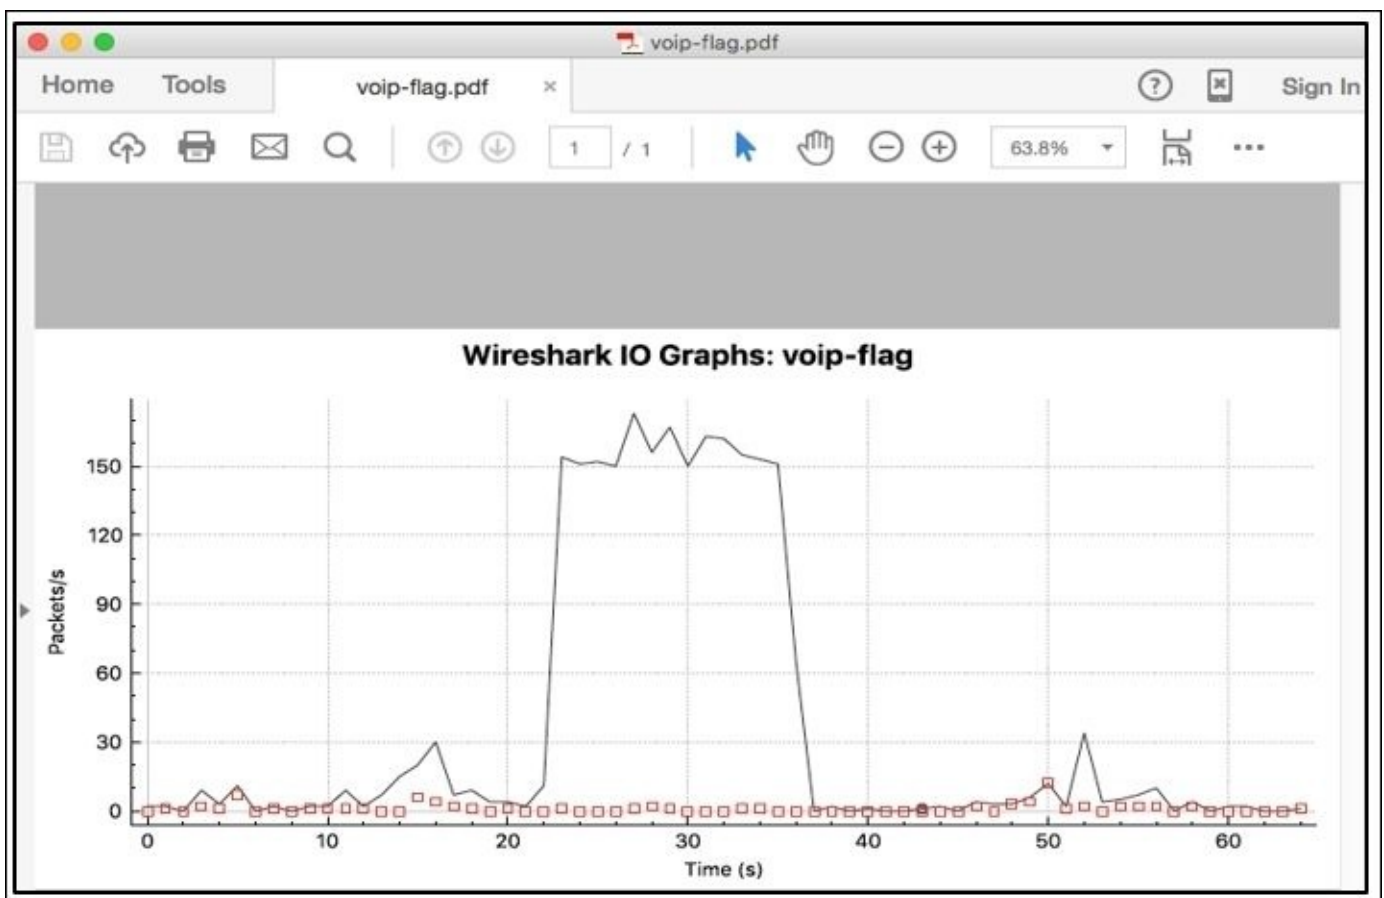 voip-flag.pdf
Home Tools voip-flag.pdf × ? Sign In
1 / 1 63.8%
Wireshark IO Graphs: voip-flag
150
120
90
60
30
0
Packets/s
0 10 20 30 40 50 60
Time (s)